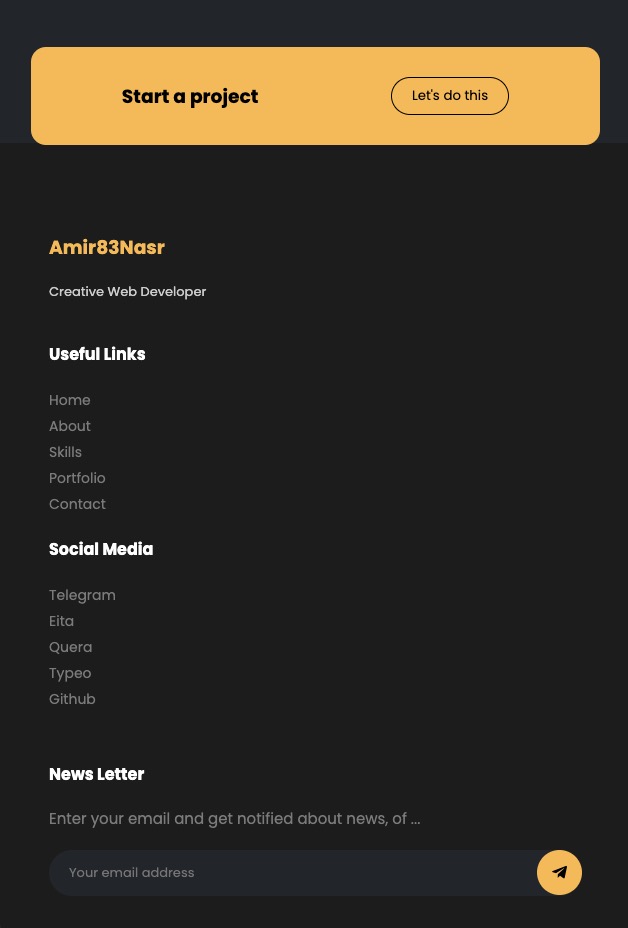 Start a project
Let's do this
Amir83Nasr
Creative Web Developer
Useful Links
Home
About
Skills
Portfolio
Contact
Social Media
Telegram
Eita
Quera
Typeo
Github
News Letter
Enter your email and get notified about news, of ...
Your email address